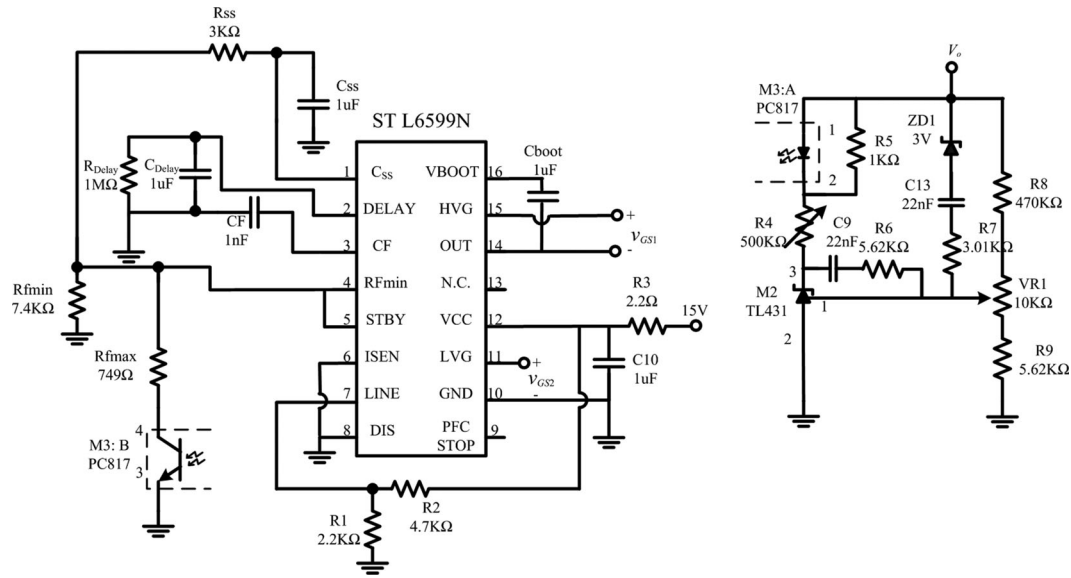 Rss
3KΩ
Css
1uF
ST L6599N
RDelay
1MΩ
CDelay
1uF
CF
1nF
Cboot
1uF
1 CSS VBOOT 16
2 DELAY HVG 15
3 CF OUT 14
4 RFmin N.C. 13
5 STBY VCC 12
6 ISEN LVG 11
7 LINE GND 10
8 DIS PFC STOP 9
+
vGS1
-
+
vGS2
-
R3
2.2Ω
15V
C10
1uF
Rfmin
7.4KΩ
Rfmax
749Ω
M3: B
PC817
4
3
R1
2.2KΩ
R2
4.7KΩ
Vo
M3:A
PC817
1
2
R5
1KΩ
ZD1
3V
C13
22nF
R8
470KΩ
R4
500KΩ
C9
22nF
R6
5.62KΩ
R7
3.01KΩ
3
M2
TL431
1
2
VR1
10KΩ
R9
5.62KΩ